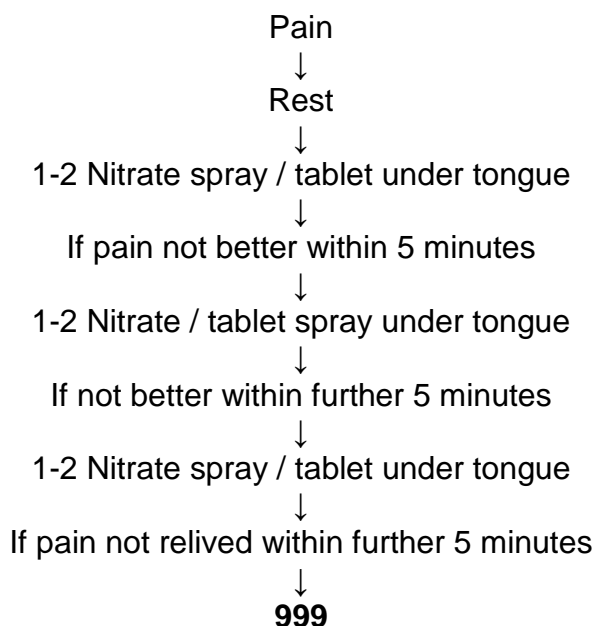 Pain
↓
Rest
↓
1-2 Nitrate spray / tablet under tongue
↓
If pain not better within 5 minutes
↓
1-2 Nitrate / tablet spray under tongue
↓
If not better within further 5 minutes
↓
1-2 Nitrate spray / tablet under tongue
↓
If pain not relived within further 5 minutes
↓
999